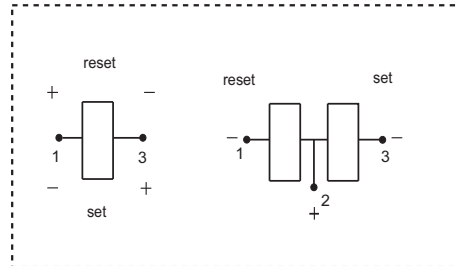 reset
+ −
1 3
− +
set
reset
set
− −
1 3
2
+